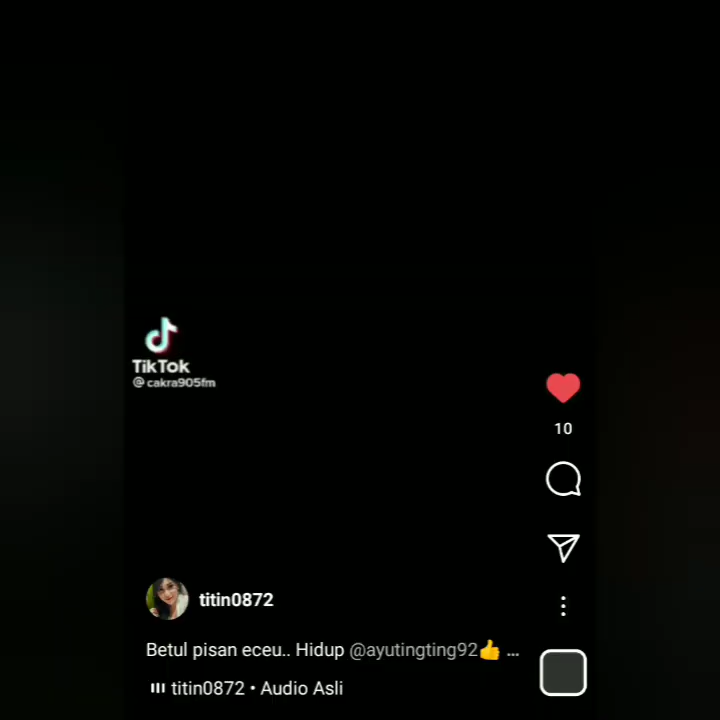 TikTok
@cakra905fm
10
titin0872
Betul pisan eceu.. Hidup @ayutingting92👍 ...
titin0872 • Audio Asli